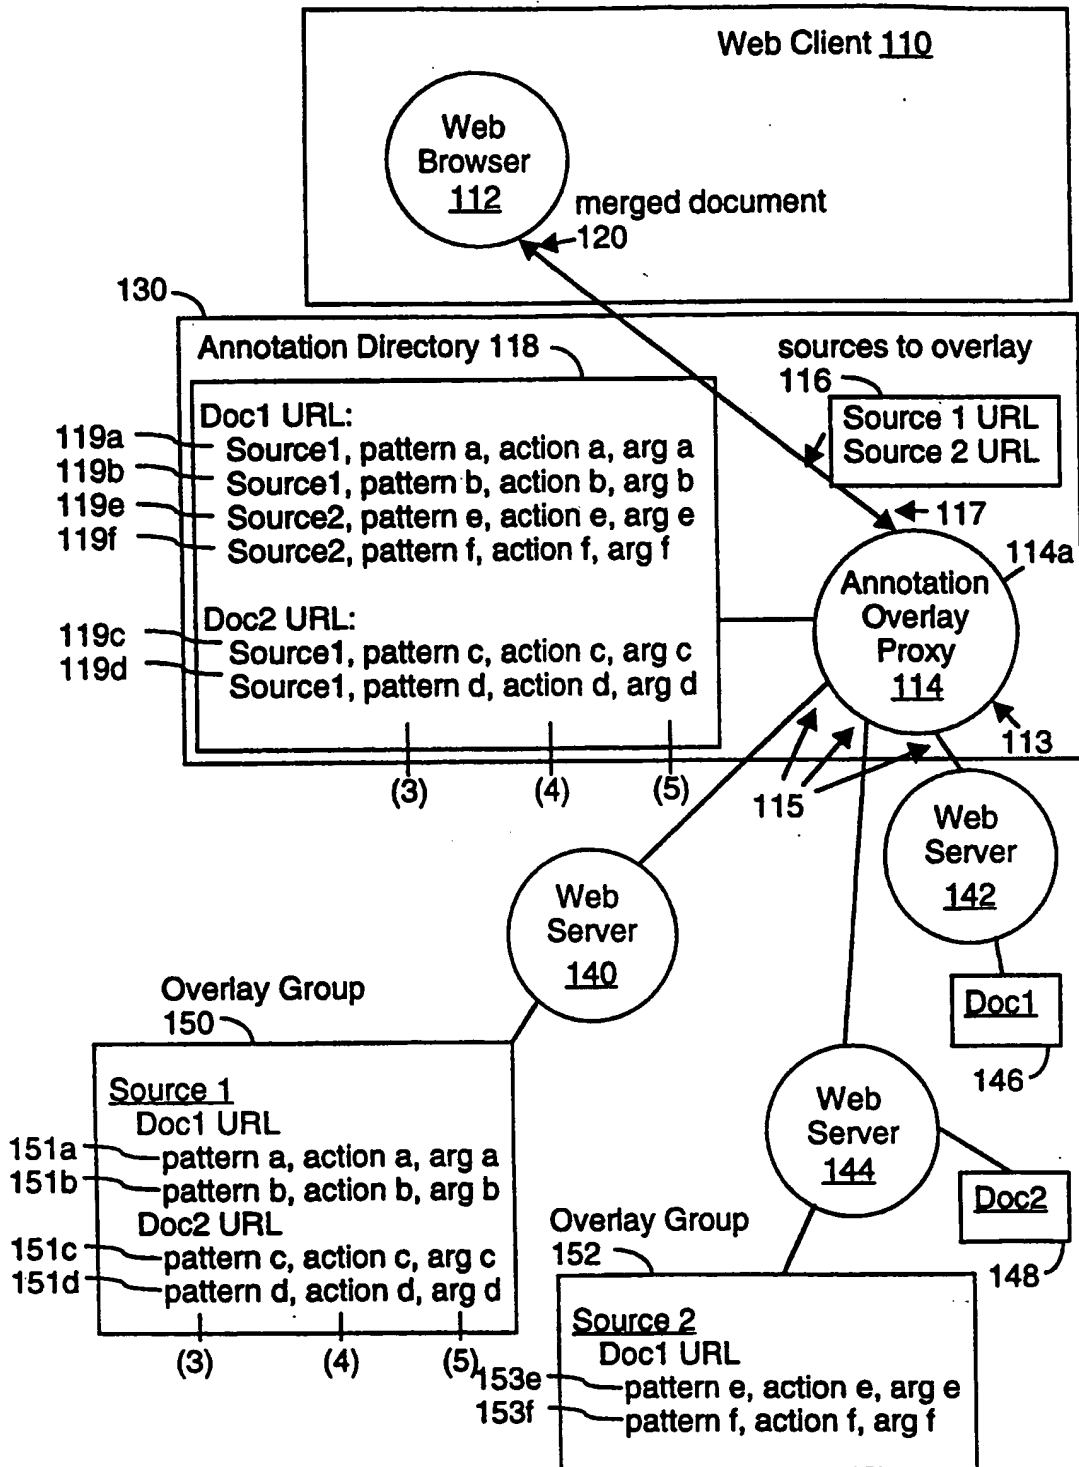 Web Client 110
Web
Browser
112
merged document
120
130
Annotation Directory 118
sources to overlay
116
Source 1 URL
Source 2 URL
Doc1 URL:
119a Source1, pattern a, action a, arg a
119b Source1, pattern b, action b, arg b
119e Source2, pattern e, action e, arg e
119f Source2, pattern f, action f, arg f
Doc2 URL:
119c Source1, pattern c, action c, arg c
119d Source1, pattern d, action d, arg d
(3) (4) (5)
117
114a
Annotation
Overlay
Proxy
114
113
115
Web
Server
142
Web
Server
140
Doc1
146
Overlay Group
150
Source 1
Doc1 URL
151a pattern a, action a, arg a
151b pattern b, action b, arg b
Doc2 URL
151c pattern c, action c, arg c
151d pattern d, action d, arg d
(3) (4) (5)
Web
Server
144
Doc2
148
Overlay Group
152
Source 2
Doc1 URL
153e pattern e, action e, arg e
153f pattern f, action f, arg f